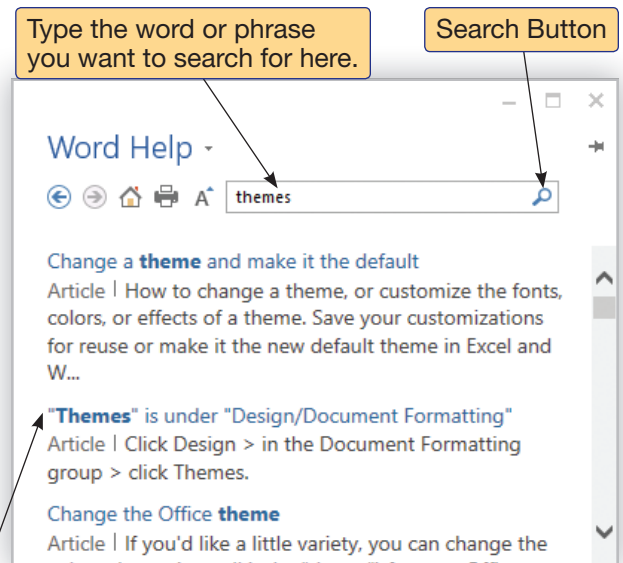 Type the word or phrase
you want to search for here.
Search Button
Word Help
A
themes
Change a theme and make it the default
Article | How to change a theme, or customize the fonts,
colors, or effects of a theme. Save your customizations
for reuse or make it the new default theme in Excel and
W...
"Themes" is under "Design/Document Formatting"
Article | Click Design > in the Document Formatting
group > click Themes.
Change the Office theme
Article | If you'd like a little variety, you can change the